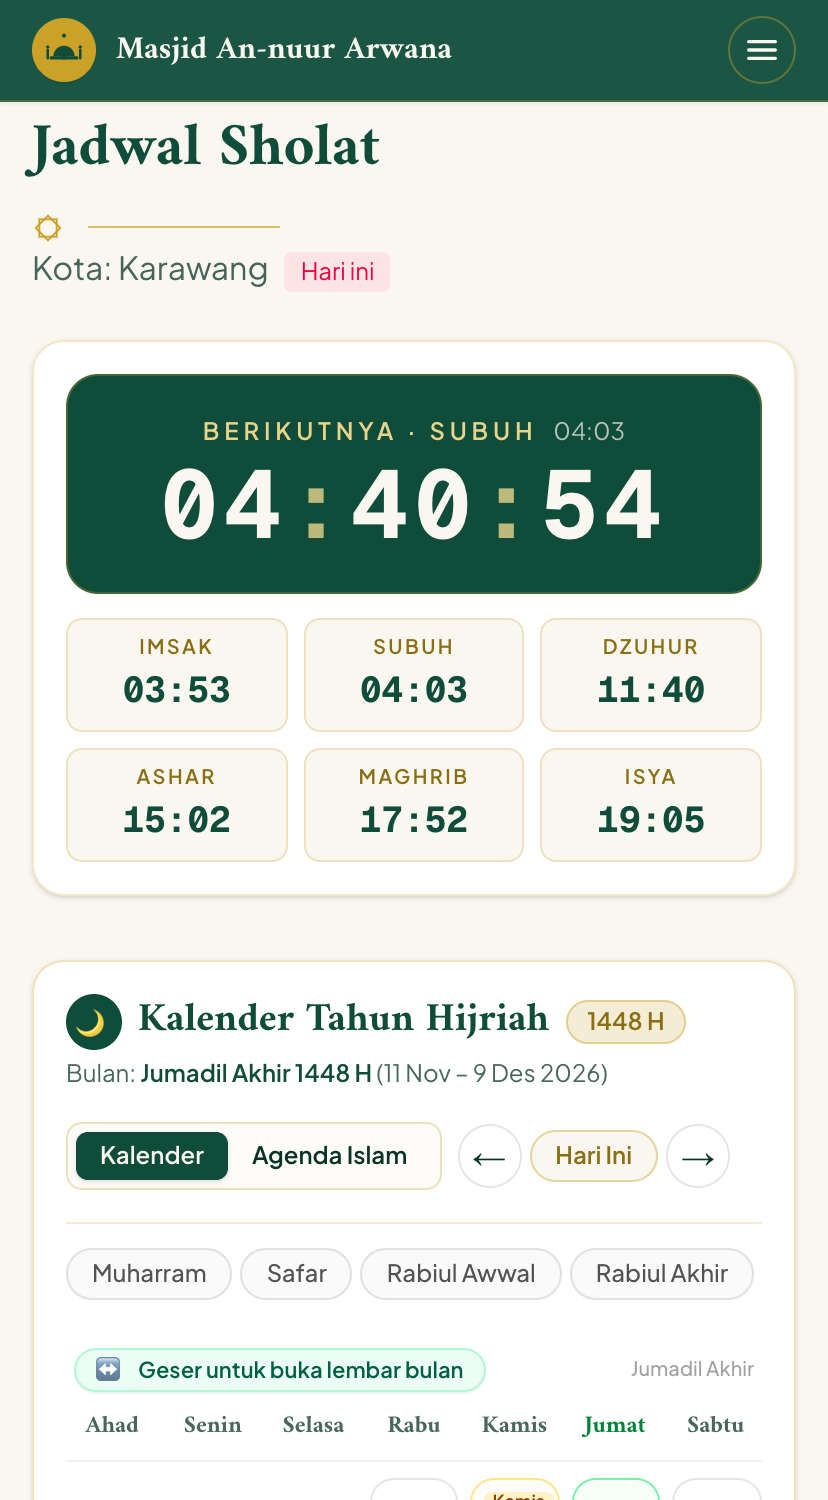 Masjid An-nuur Arwana
Jadwal Sholat
Kota: Karawang Hari ini
BERIKUTNYA · SUBUH 04:03
04:40:54
IMSAK SUBUH DZUHUR
03:53 04:03 11:40
ASHAR MAGHRIB ISYA
15:02 17:52 19:05
Kalender Tahun Hijriah 1448 H
Bulan: Jumadil Akhir 1448 H (11 Nov – 9 Des 2026)
Kalender Agenda Islam ← Hari Ini →
Muharram Safar Rabiul Awwal Rabiul Akhir
Geser untuk buka lembar bulan Jumadil Akhir
Ahad Senin Selasa Rabu Kamis Jumat Sabtu